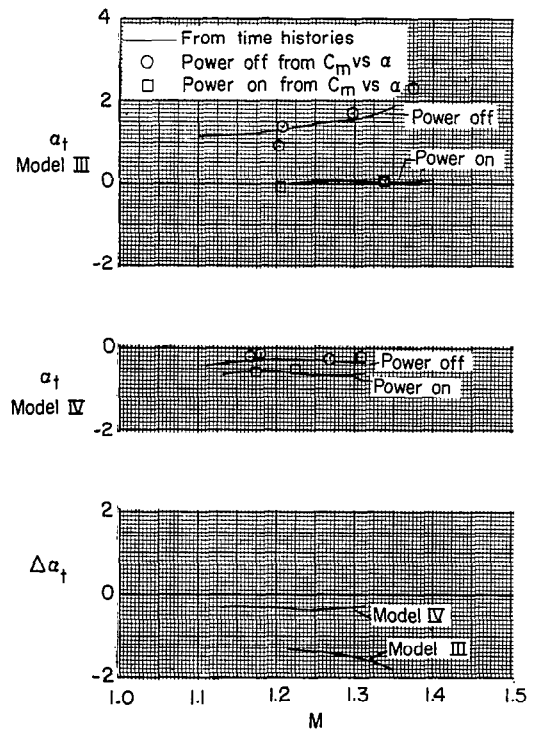 4
From time histories
Power off from Cm vs α
Power on from Cm vs α
2
Power off
αt
Model III
Power on
0
-2
0
Power off
αt
Model IV
Power on
-2
2
Δαt
0
Model IV
Model III
-2
1.0 1.1 1.2 1.3 1.4 1.5
M